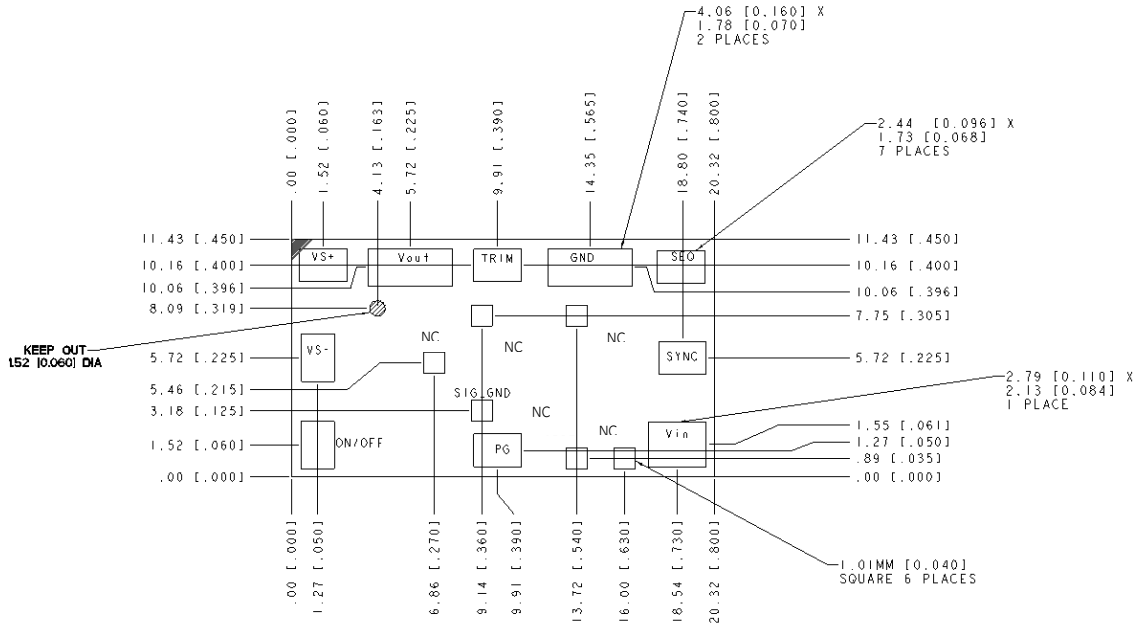 4.06 [0.160] X
1.78 [0.070]
2 PLACES
2.44 [0.096] X
1.73 [0.068]
7 PLACES
.00 [.000]
1.52 [.060]
4.13 [.163]
5.72 [.225]
9.91 [.390]
14.35 [.565]
18.80 [.740]
20.32 [.800]
11.43 [.450]
10.16 [.400]
10.06 [.396]
8.09 [.319]
5.72 [.225]
5.46 [.215]
3.18 [.125]
1.52 [.060]
.00 [.000]
KEEP OUT
1.52 [0.060] DIA
VS+
Vout
TRIM
GND
SEQ
VS-
NC
NC
NC
SYNC
SIG_GND
NC
NC
ON/OFF
PG
Vin
11.43 [.450]
10.16 [.400]
10.06 [.396]
7.75 [.305]
5.72 [.225]
2.79 [0.110] X
2.13 [0.084]
1 PLACE
1.55 [.061]
1.27 [.050]
.89 [.035]
.00 [.000]
.00 [.000]
1.27 [.050]
6.86 [.270]
9.14 [.360]
9.91 [.390]
13.72 [.540]
16.00 [.630]
18.54 [.730]
20.32 [.800]
1.01MM [0.040]
SQUARE 6 PLACES